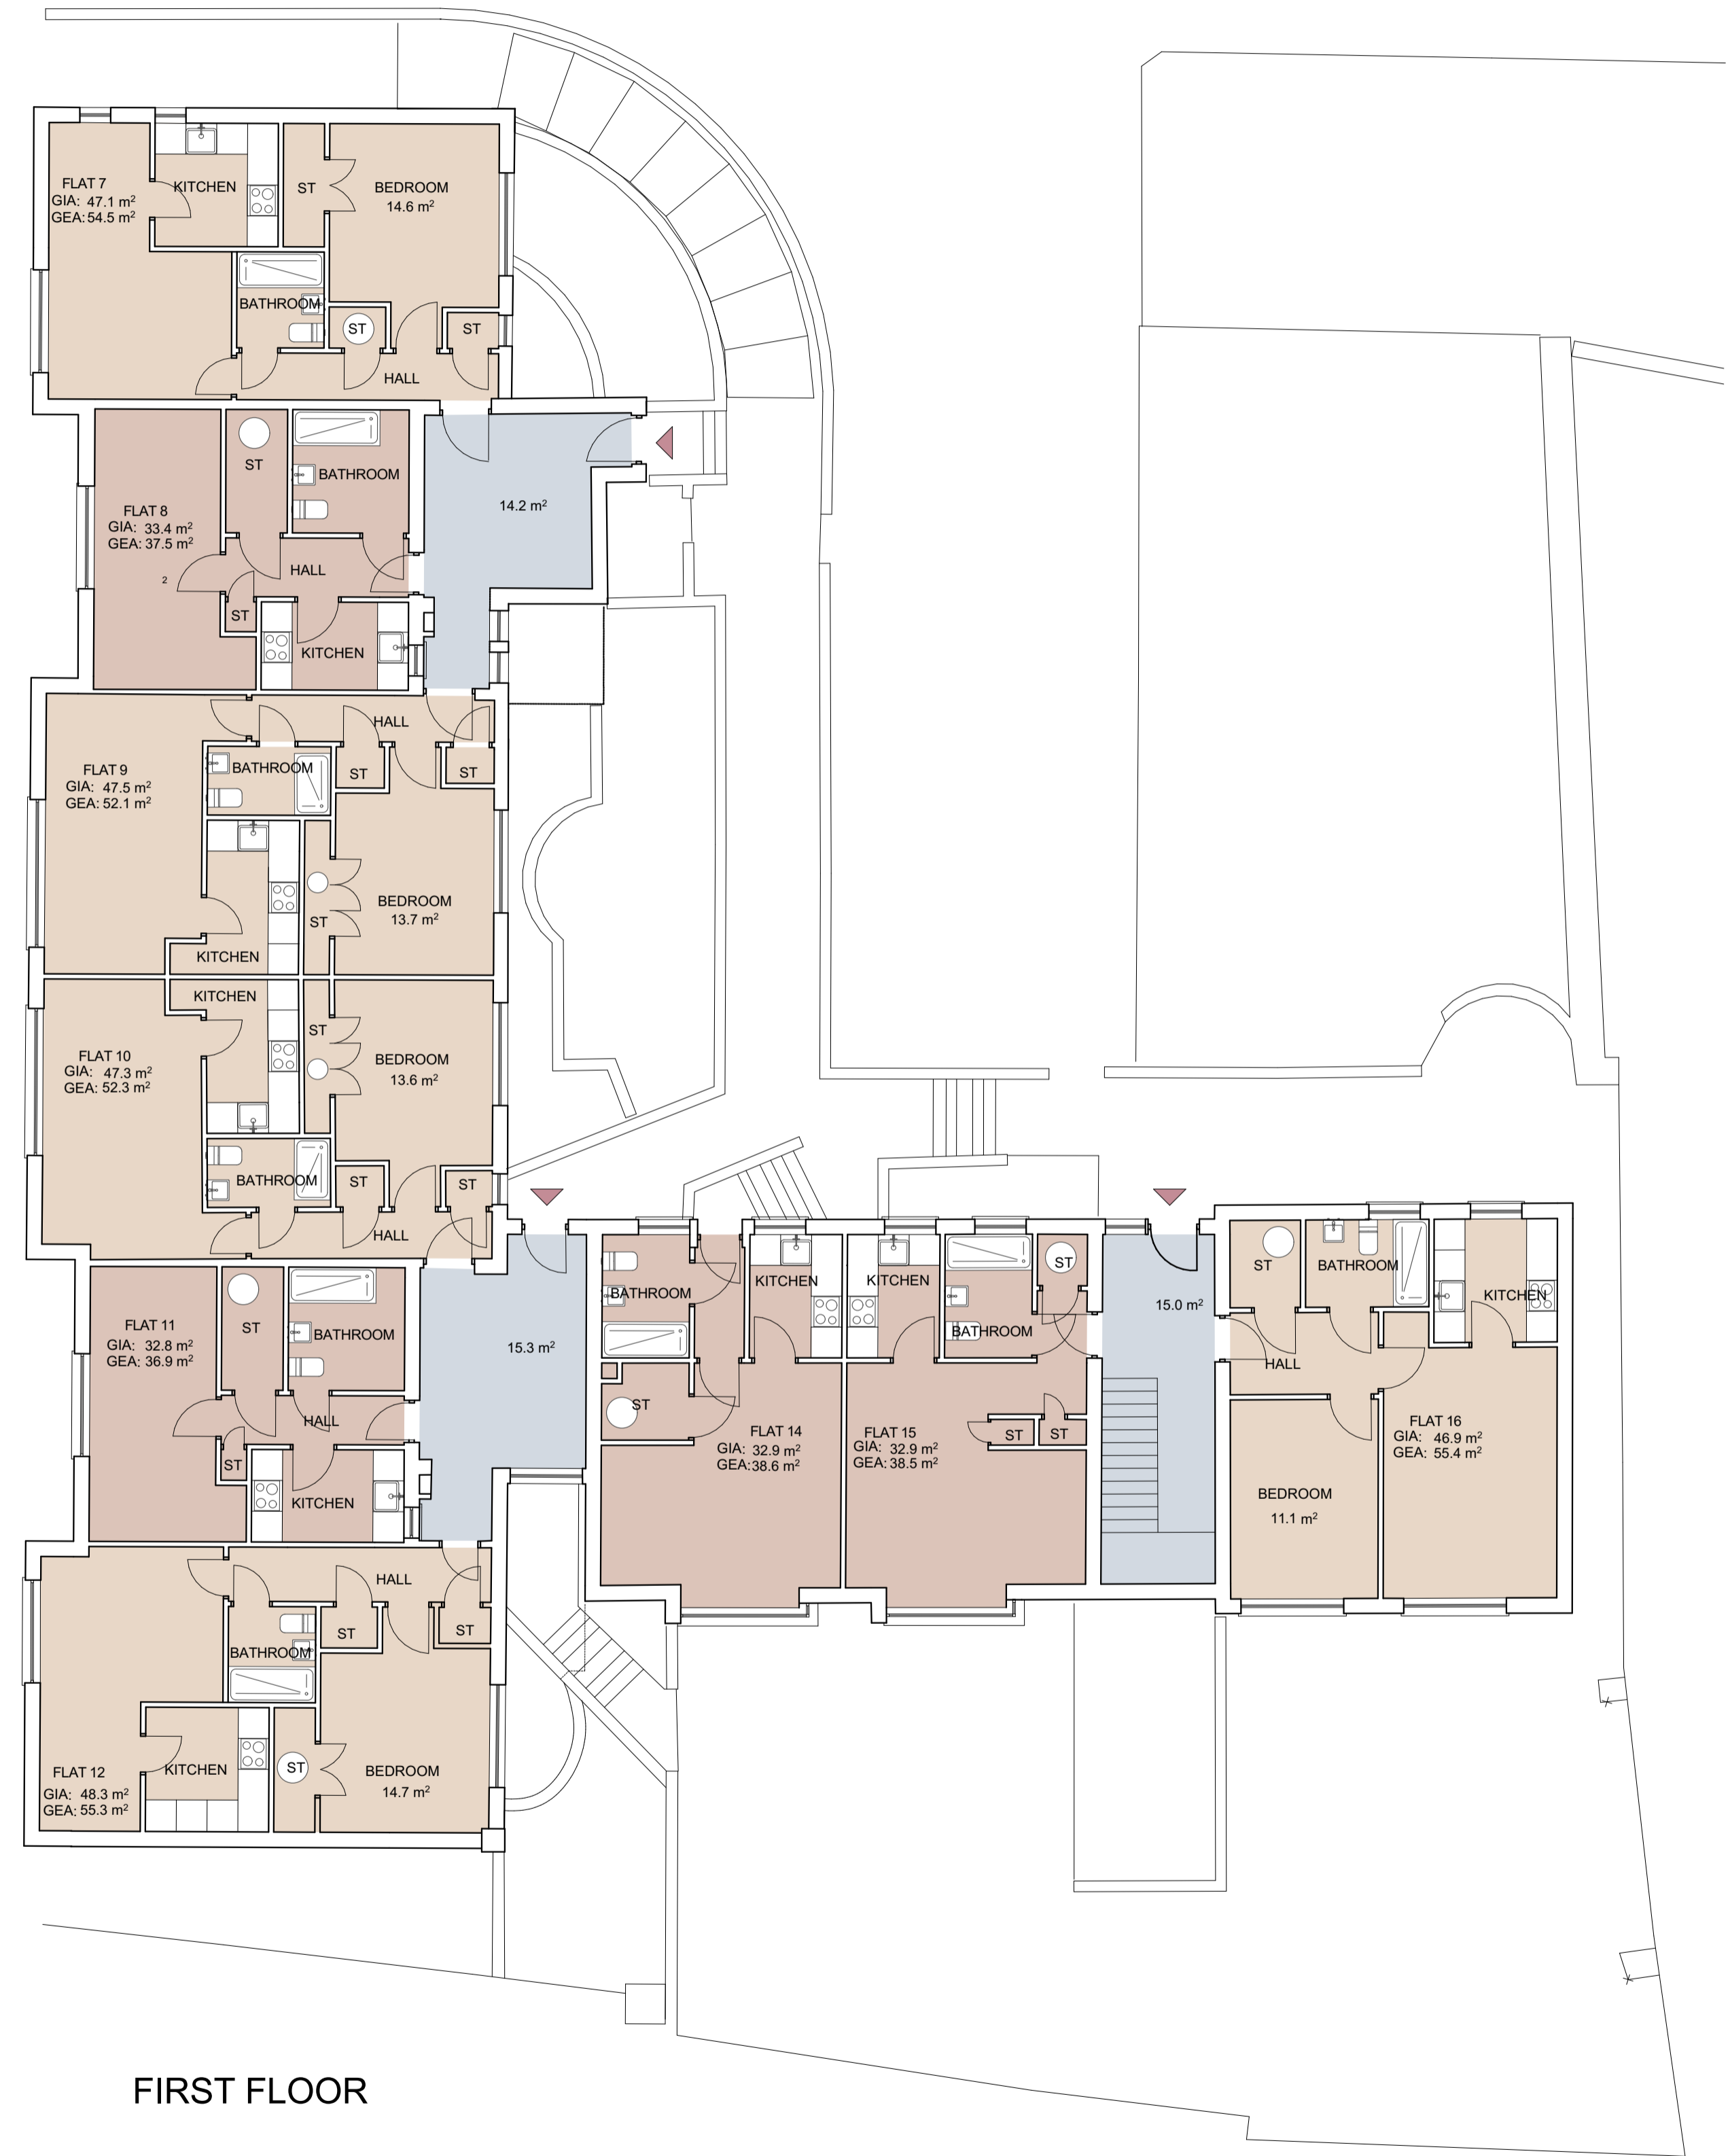 FLAT 7
GIA: 47.1 m²
GEA: 54.5 m²
KITCHEN
ST
BEDROOM
14.6 m²
BATHROOM
ST
ST
HALL
FLAT 8
GIA: 33.4 m²
GEA: 37.5 m²
2
ST
BATHROOM
HALL
ST
KITCHEN
14.2 m²
FLAT 9
GIA: 47.5 m²
GEA: 52.1 m²
HALL
BATHROOM
ST
ST
BEDROOM
13.7 m²
ST
KITCHEN
FLAT 10
GIA: 47.3 m²
GEA: 52.3 m²
KITCHEN
ST
BEDROOM
13.6 m²
BATHROOM
ST
ST
HALL
FLAT 11
GIA: 32.8 m²
GEA: 36.9 m²
ST
BATHROOM
HALL
ST
KITCHEN
15.3 m²
FLAT 12
GIA: 48.3 m²
GEA: 55.3 m²
HALL
BATHROOM
ST
ST
KITCHEN
ST
BEDROOM
14.7 m²
BATHROOM
KITCHEN
ST
FLAT 14
GIA: 32.9 m²
GEA: 38.6 m²
KITCHEN
BATHROOM
ST
FLAT 15
GIA: 32.9 m²
GEA: 38.5 m²
ST
ST
15.0 m²
ST
BATHROOM
KITCHEN
HALL
FLAT 16
GIA: 46.9 m²
GEA: 55.4 m²
BEDROOM
11.1 m²
FIRST FLOOR